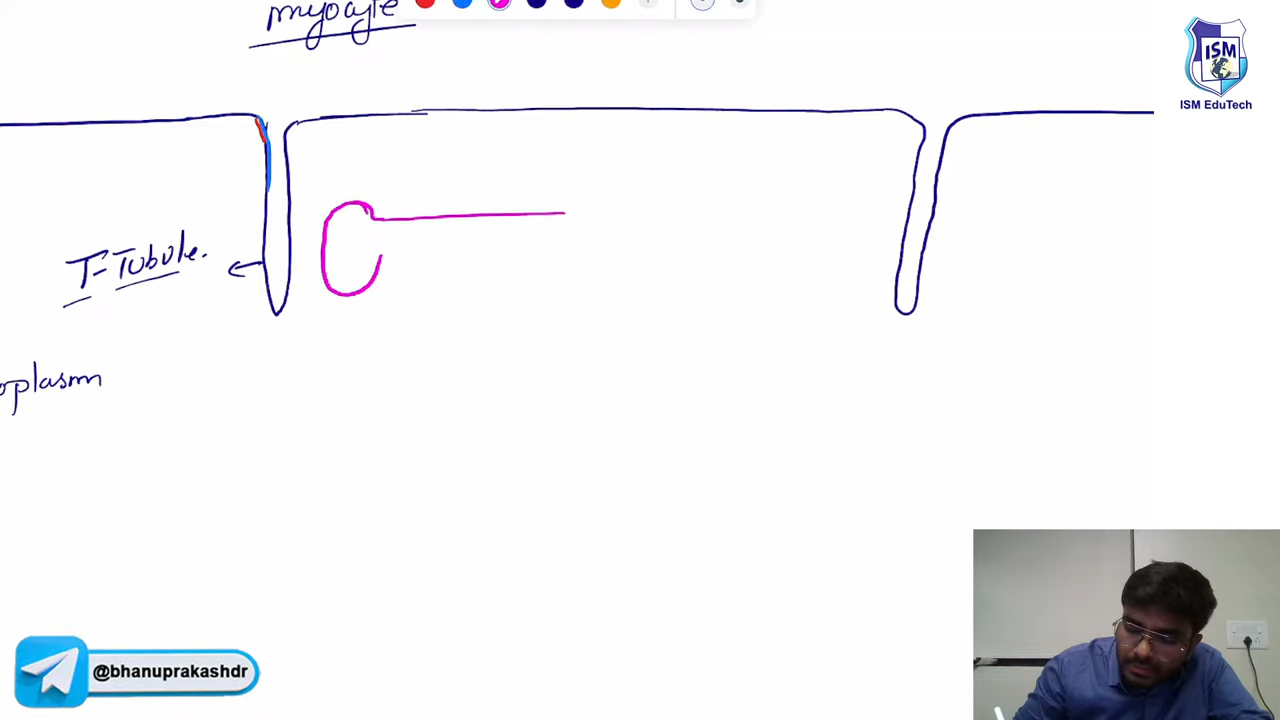 myocyte
ISM
ISM EduTech
T-Tubule.
oplasm
@bhanuprakashdr